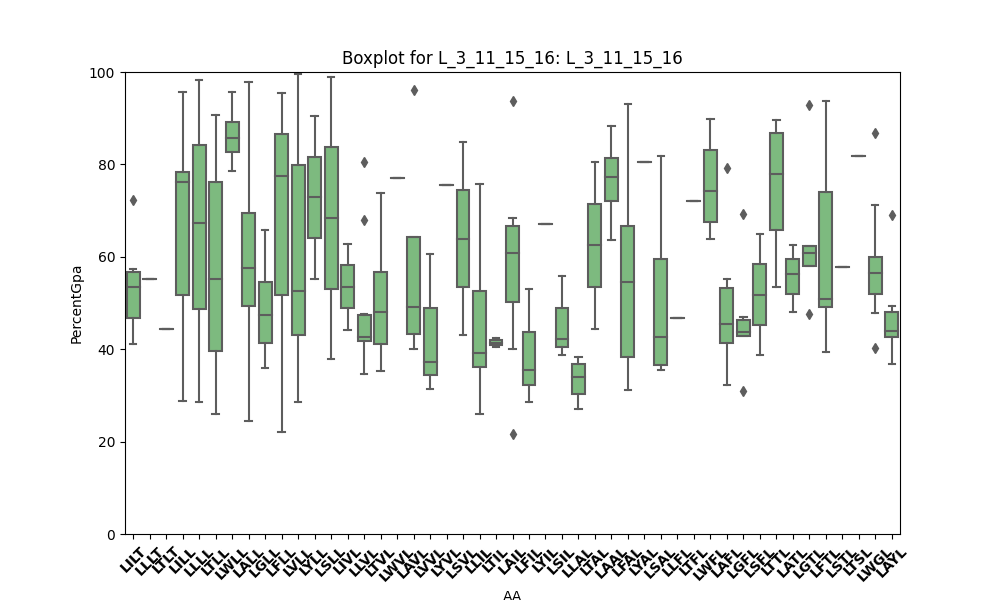 Boxplot for L_3_11_15_16: L_3_11_15_16
100
80
60
40
20
0
PercentGpa
LILT LLLT LTLT LILL LLLL LTLL LWLL LALL LGLL LFLL LVLL LYLL LSLL LIVL LLVL LTVL LWVL LAVL LVVL LYVL LSVL LLIL LTIL LAIL LFIL LYIL LSIL LLAL LTAL LAAL LFAL LYAL LSAL LLFL LTFL LWFL LAFL LGFL LSFL LTTL LATL LGTL LFTL LSTL LTSL LWGL LAYL
AA